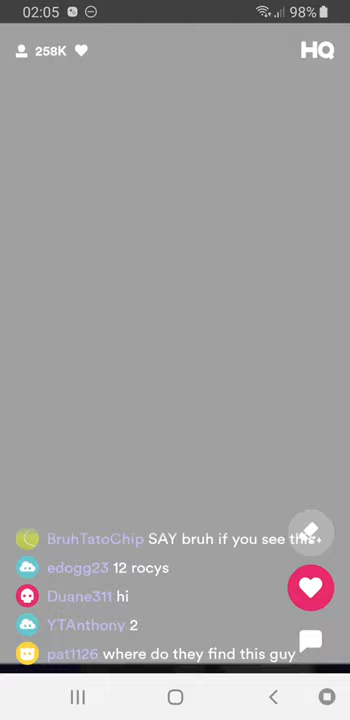 02:05 98%
258K HQ
BruhTatoChip SAY bruh if you see this
edogg23 12 rocys
Duane311 hi
YTAnthony 2
pat1126 where do they find this guy